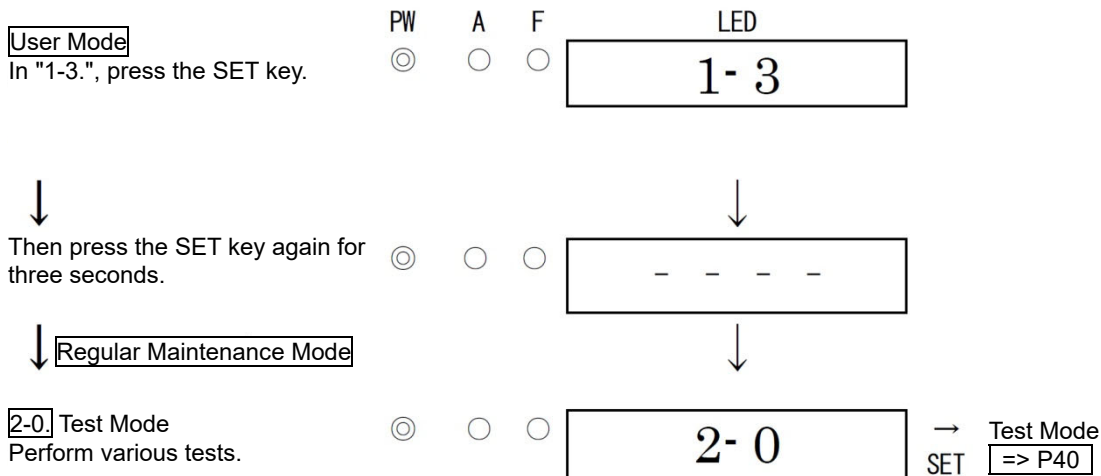 PW A F LED
User Mode
In "1-3.", press the SET key.
1- 3
Then press the SET key again for
three seconds.
- - - -
Regular Maintenance Mode
2-0. Test Mode
Perform various tests.
2- 0
→ Test Mode
SET => P40